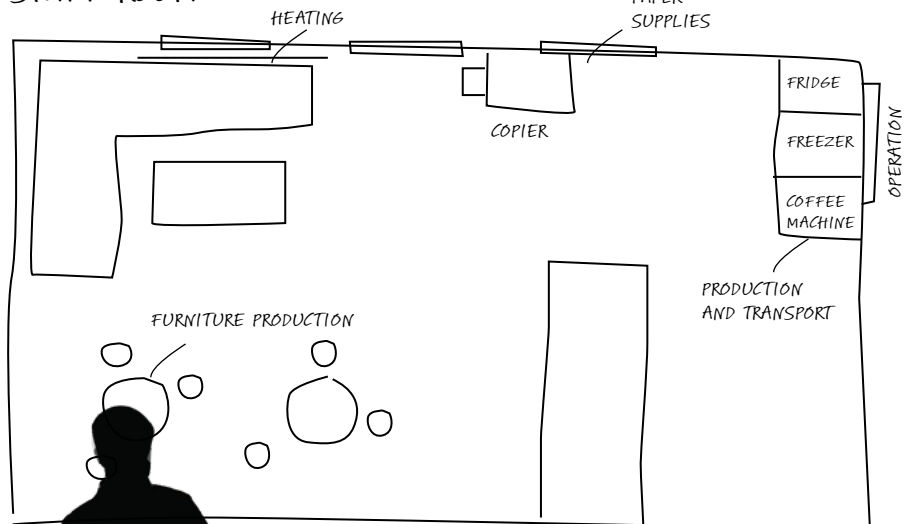 HEATING
SUPPLIES
COPIER
FRIDGE
FREEZER
COFFEE
MACHINE
OPERATION
PRODUCTION
AND TRANSPORT
FURNITURE PRODUCTION